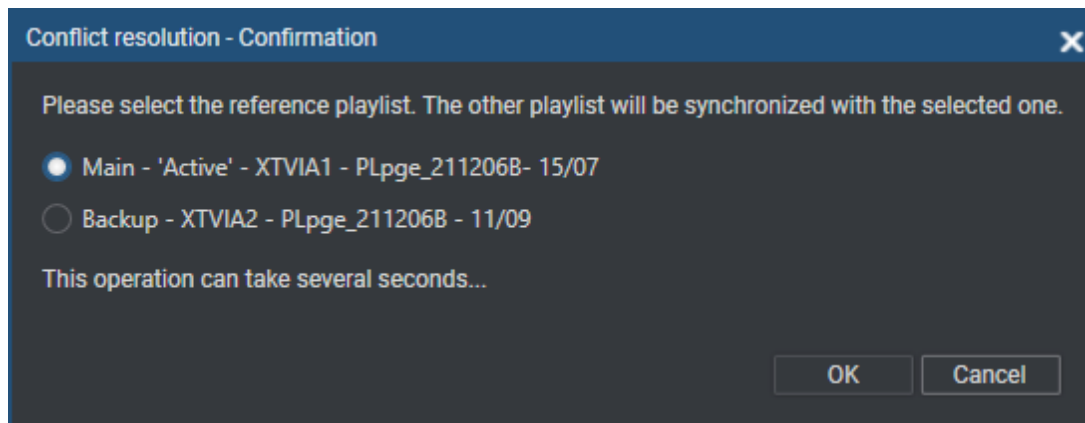 Conflict resolution - Confirmation
Please select the reference playlist. The other playlist will be synchronized with the selected one.
Main - 'Active' - XTVIA1 - PLpge_211206B- 15/07
Backup - XTVIA2 - PLpge_211206B - 11/09
This operation can take several seconds...
OK Cancel